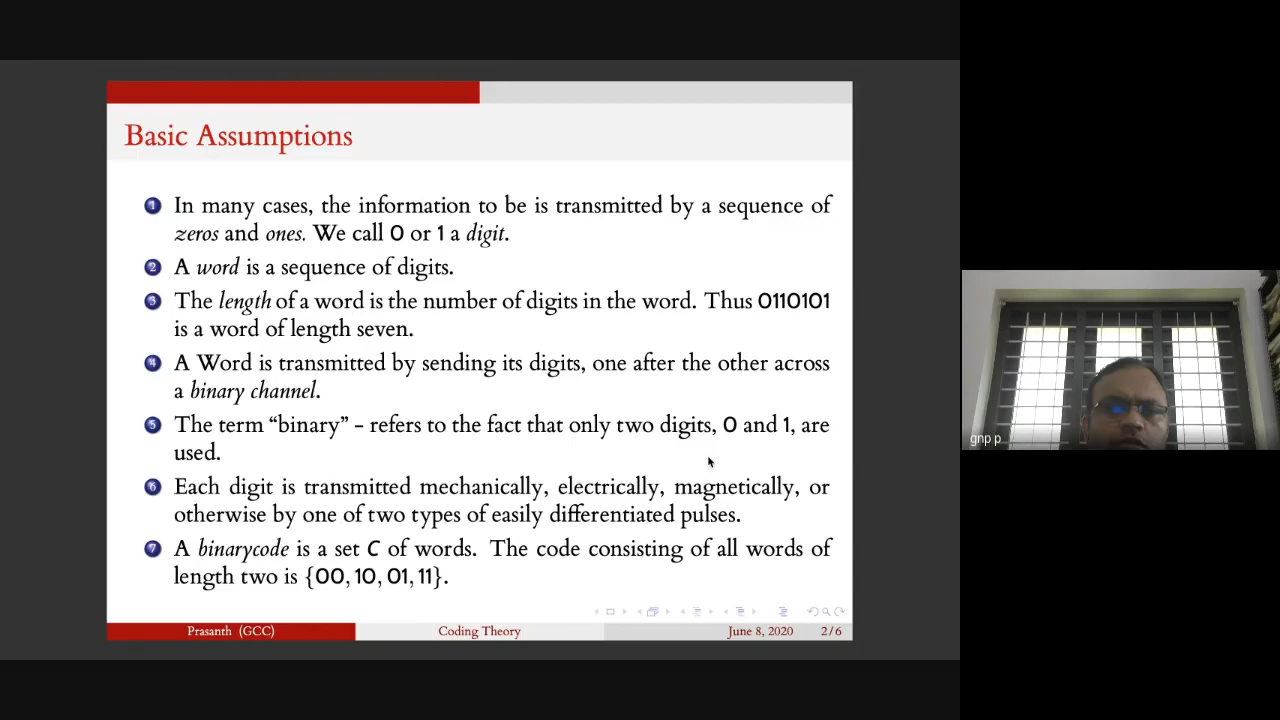 Basic Assumptions
1 In many cases, the information to be is transmitted by a sequence of
zeros and ones. We call 0 or 1 a digit.
2 A word is a sequence of digits.
3 The length of a word is the number of digits in the word. Thus 0110101
is a word of length seven.
4 A Word is transmitted by sending its digits, one after the other across
a binary channel.
5 The term “binary” – refers to the fact that only two digits, 0 and 1, are
used.
6 Each digit is transmitted mechanically, electrically, magnetically, or
otherwise by one of two types of easily differentiated pulses.
7 A binarycode is a set C of words. The code consisting of all words of
length two is {00, 10, 01, 11}.
Prasanth (GCC) Coding Theory June 8, 2020 2/6
gnp p